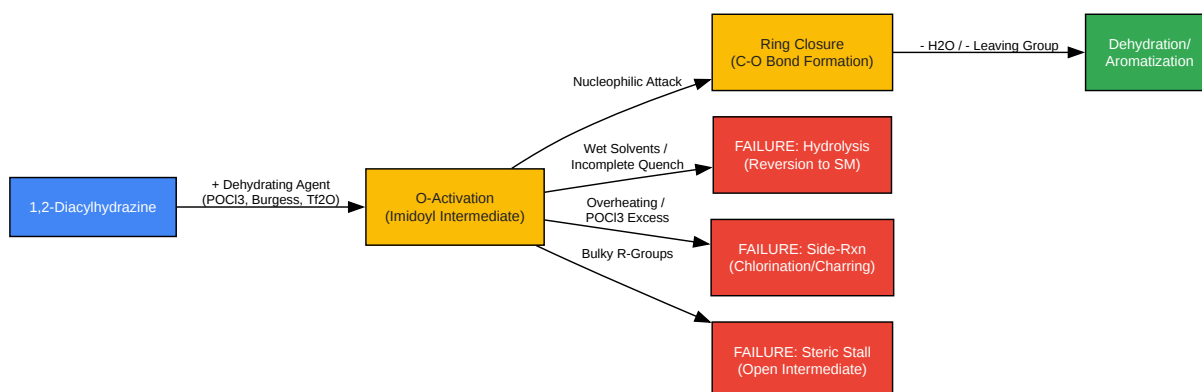 1,2-Diacylhydrazine
+ Dehydrating Agent
(POCl3, Burgess, Tf2O)
O-Activation
(Imidoyl Intermediate)
Nucleophilic Attack
Ring Closure
(C-O Bond Formation)
- H2O / - Leaving Group
Dehydration/
Aromatization
Wet Solvents /
Incomplete Quench
FAILURE: Hydrolysis
(Reversion to SM)
Overheating /
POCl3 Excess
FAILURE: Side-Rxn
(Chlorination/Charring)
Bulky R-Groups
FAILURE: Steric Stall
(Open Intermediate)